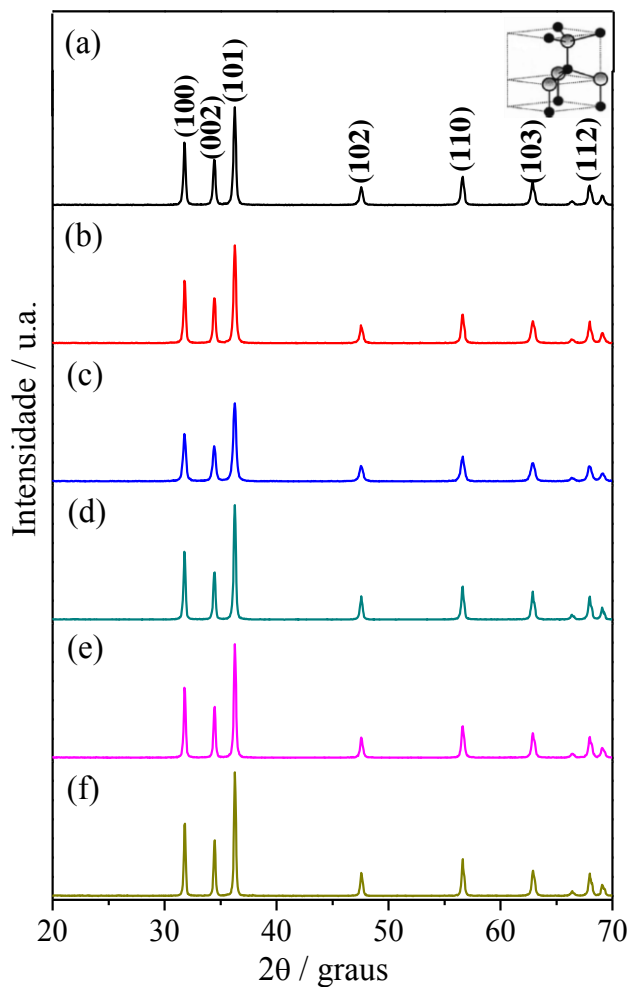 (a)
(100)
(002)
(101)
(102)
(110)
(103)
(112)
(b)
(c)
(d)
(e)
(f)
Intensidade / u.a.
20 30 40 50 60 70
2θ / graus